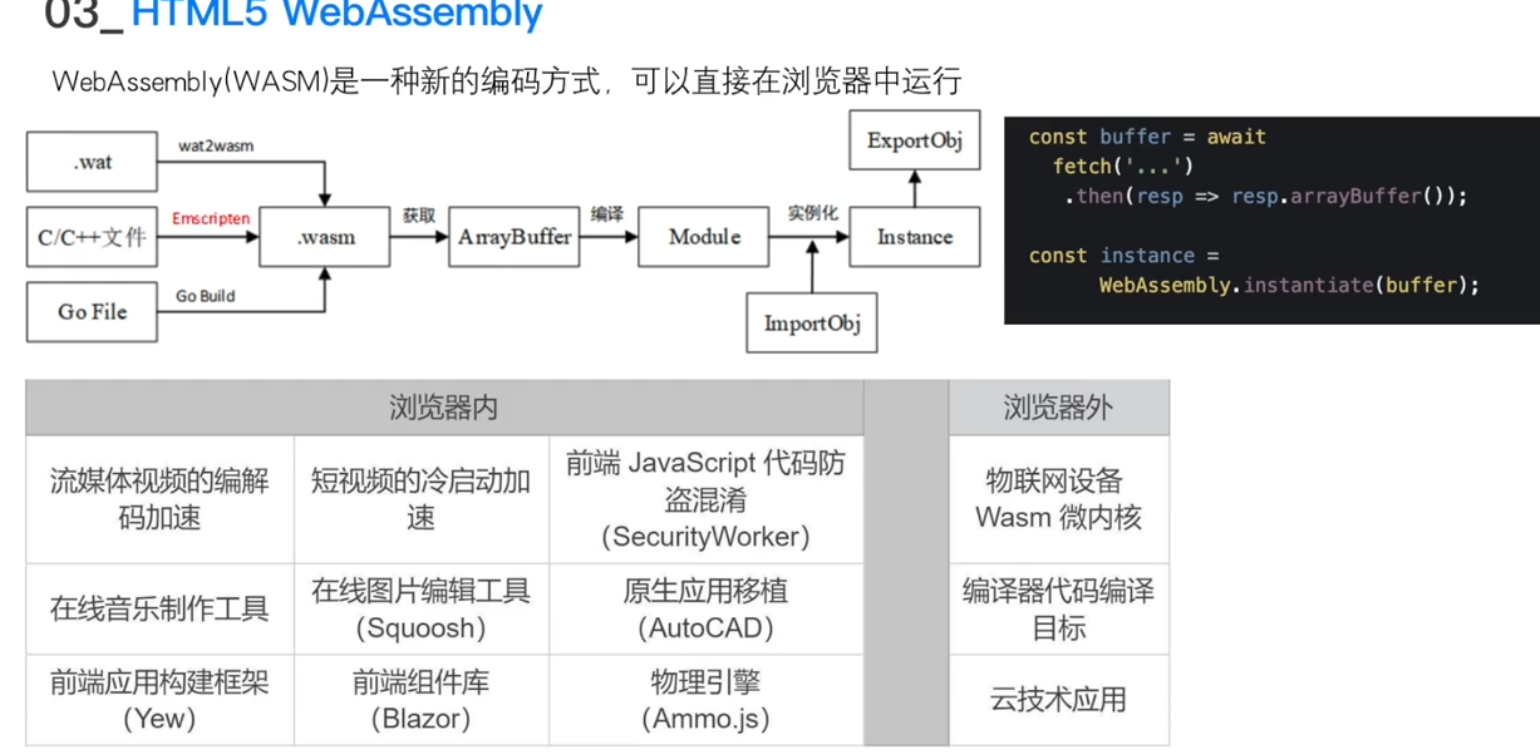 03_ HTML5 WebAssembly
WebAssembly(WASM)是一种新的编码方式，可以直接在浏览器中运行
.wat
wat2wasm
C/C++文件
Emscripten
Go File
Go Build
.wasm
获取
ArrayBuffer
编译
Module
实例化
Instance
ExportObj
ImportObj
const buffer = await
fetch('...')
.then(resp => resp.arrayBuffer());
const instance =
WebAssembly.instantiate(buffer);
浏览器内
浏览器外
流媒体视频的编解
码加速
短视频的冷启动加
速
前端 JavaScript 代码防
盗混淆
（SecurityWorker）
物联网设备
Wasm 微内核
在线音乐制作工具
在线图片编辑工具
（Squoosh）
原生应用移植
（AutoCAD）
编译器代码编译
目标
前端应用构建框架
（Yew）
前端组件库
（Blazor）
物理引擎
（Ammo.js）
云技术应用